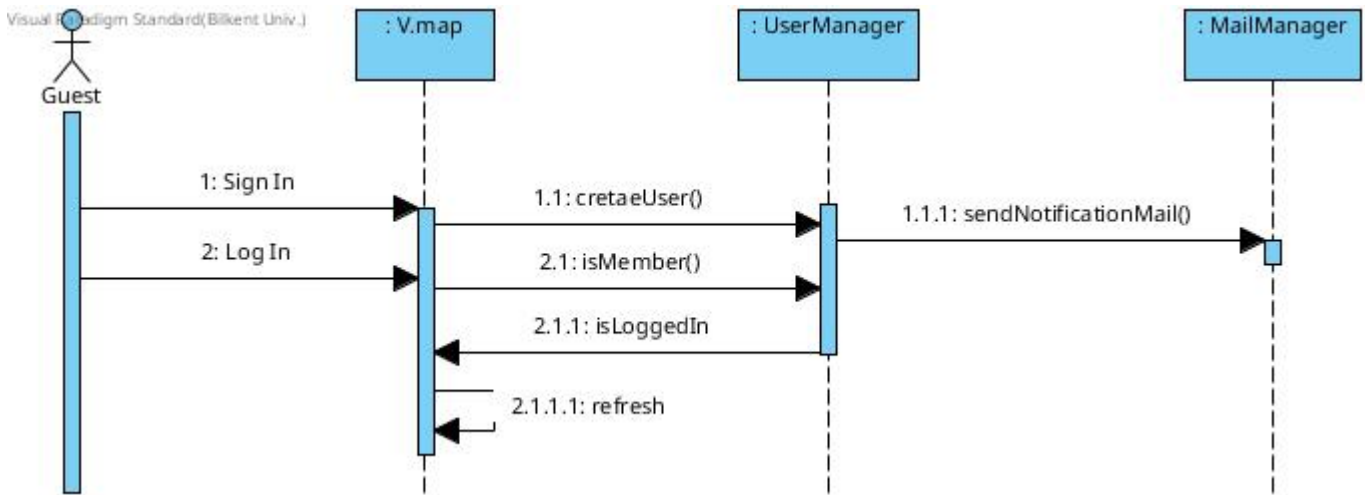 Visual Paradigm Standard(Bilkent Univ.)
: V.map
: UserManager
: MailManager
Guest
1: Sign In
1.1: cretaeUser()
1.1.1: sendNotificationMail()
2: Log In
2.1: isMember()
2.1.1: isLoggedIn
2.1.1.1: refresh